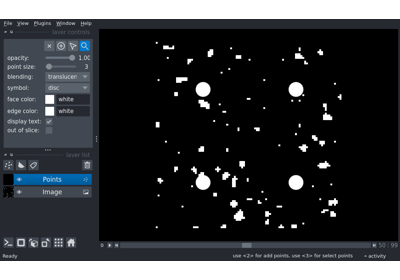 File View Plugins Window Help
layer controls
opacity: 1.00
point size: 3
blending: translucen
symbol: disc
face color: white
edge color: white
display text:
out of slice:
layer list
Points
Image
0 50 99
Ready use <2> for add points, use <3> for select points activity